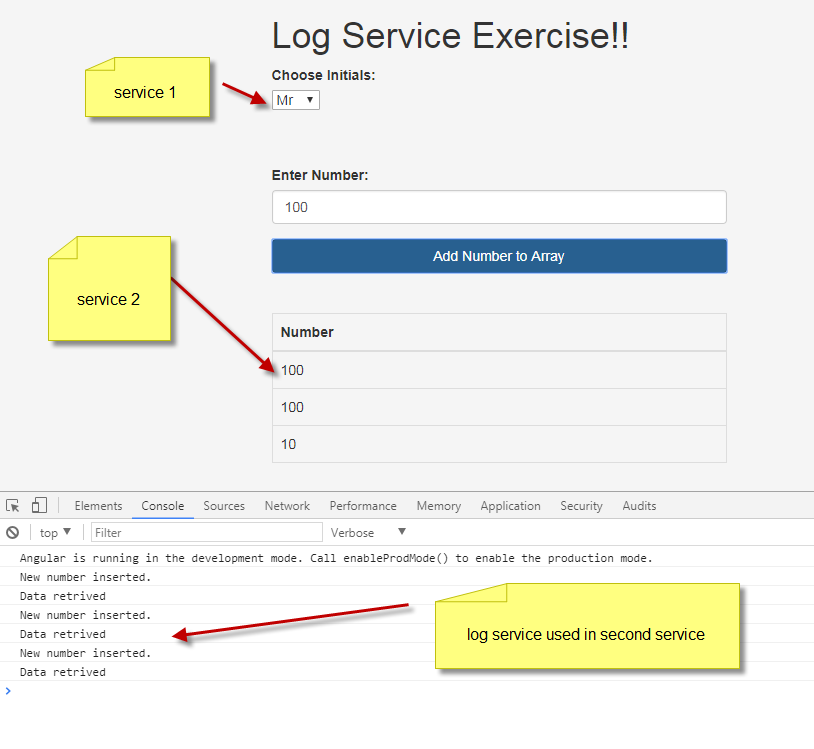 Log Service Exercise!!
Choose Initials:
service 1
Mr
Enter Number:
100
Add Number to Array
service 2
Number
100
100
10
Elements Console Sources Network Performance Memory Application Security Audits
top Filter Verbose
Angular is running in the development mode. Call enableProdMode() to enable the production mode.
New number inserted.
Data retrived
New number inserted.
Data retrived
New number inserted.
Data retrived
log service used in second service